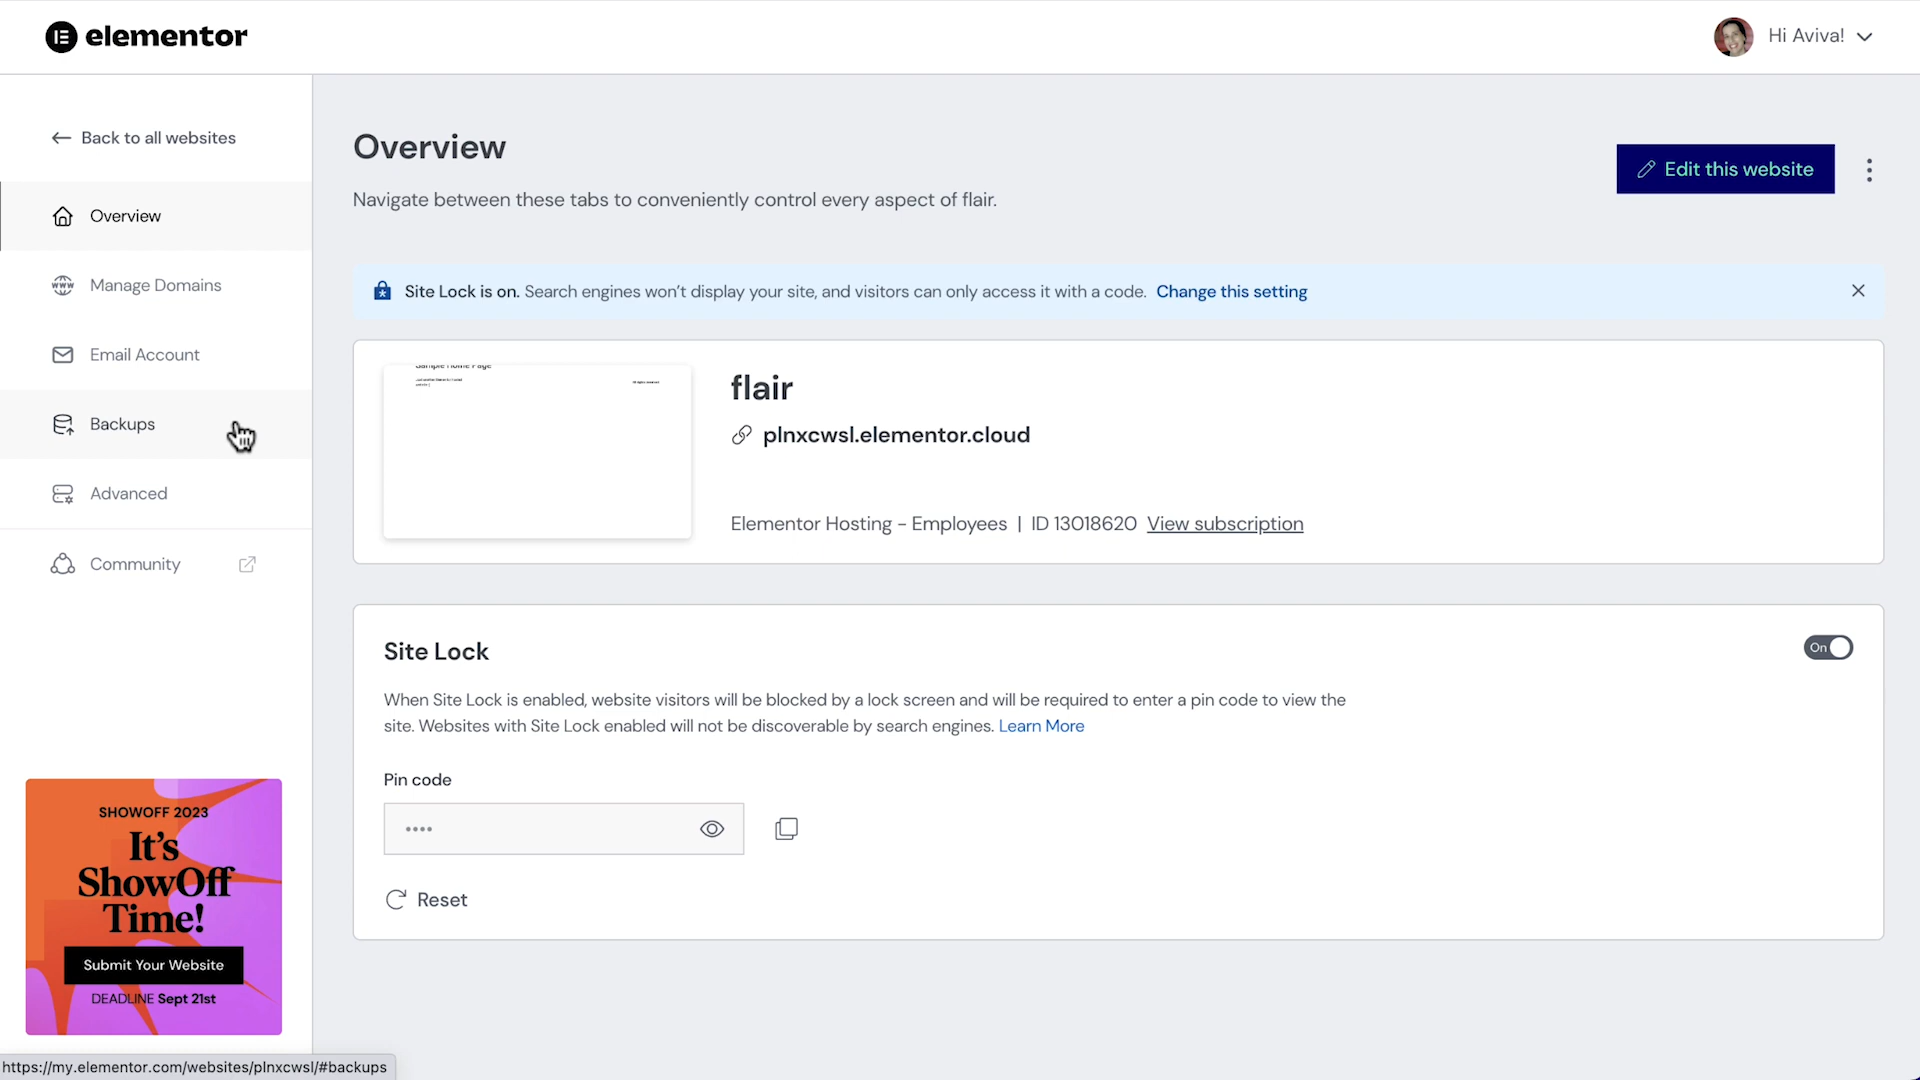 elementor
Hi Aviva!
Back to all websites
Overview
Manage Domains
Email Account
Backups
Advanced
Community
SHOWOFF 2023
It's
ShowOff
Time!
Submit Your Website
DEADLINE Sept 21st
https://my.elementor.com/websites/plnxcwsl/#backups
Overview
Navigate between these tabs to conveniently control every aspect of flair.
Edit this website
Site Lock is on. Search engines won't display your site, and visitors can only access it with a code. Change this setting
Sample Home Page
flair
plnxcwsl.elementor.cloud
Elementor Hosting - Employees | ID 13018620 View subscription
Site Lock
On
When Site Lock is enabled, website visitors will be blocked by a lock screen and will be required to enter a pin code to view the
site. Websites with Site Lock enabled will not be discoverable by search engines. Learn More
Pin code
••••
Reset